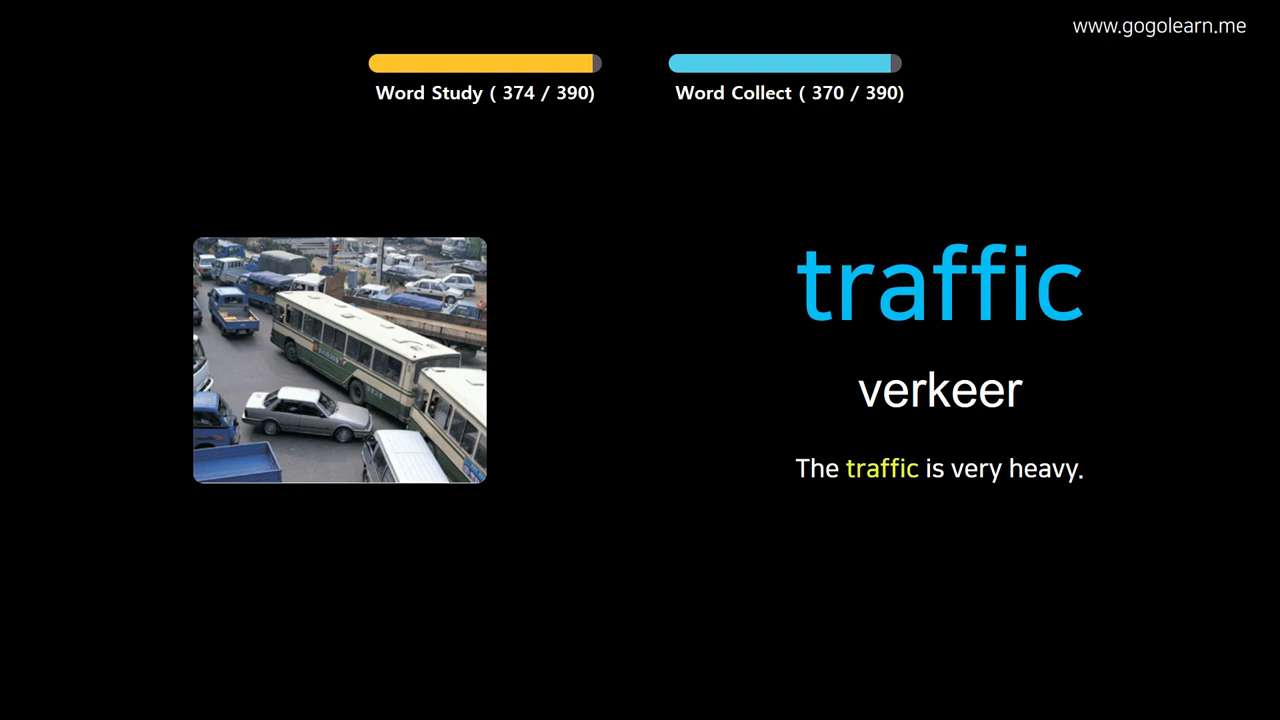 www.gogolearn.me
Word Study ( 374 / 390)
Word Collect ( 370 / 390)
traffic
verkeer
The traffic is very heavy.